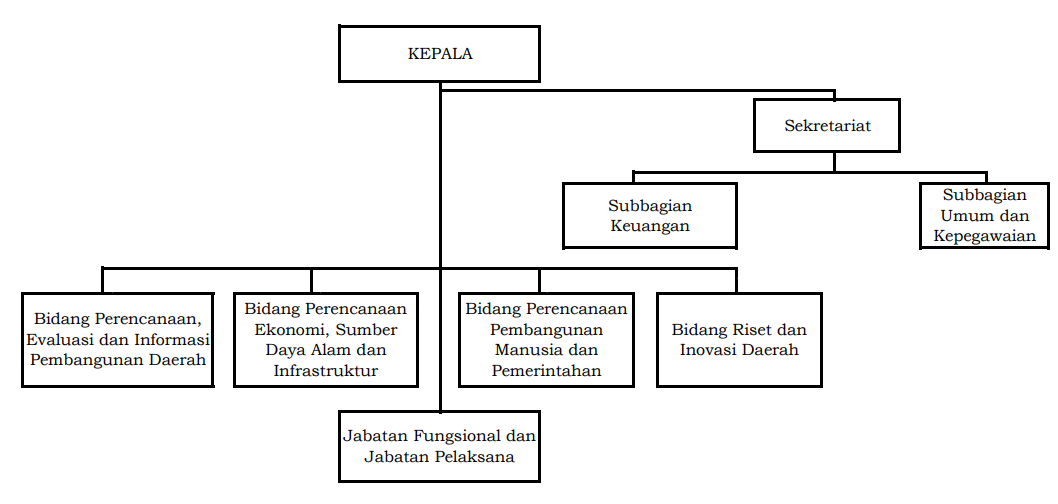 KEPALA
Sekretariat
Subbagian
Keuangan
Subbagian
Umum dan
Kepegawaian
Bidang Perencanaan,
Evaluasi dan Informasi
Pembangunan Daerah
Bidang Perencanaan
Ekonomi, Sumber
Daya Alam dan
Infrastruktur
Bidang Perencanaan
Pembangunan
Manusia dan
Pemerintahan
Bidang Riset dan
Inovasi Daerah
Jabatan Fungsional dan
Jabatan Pelaksana